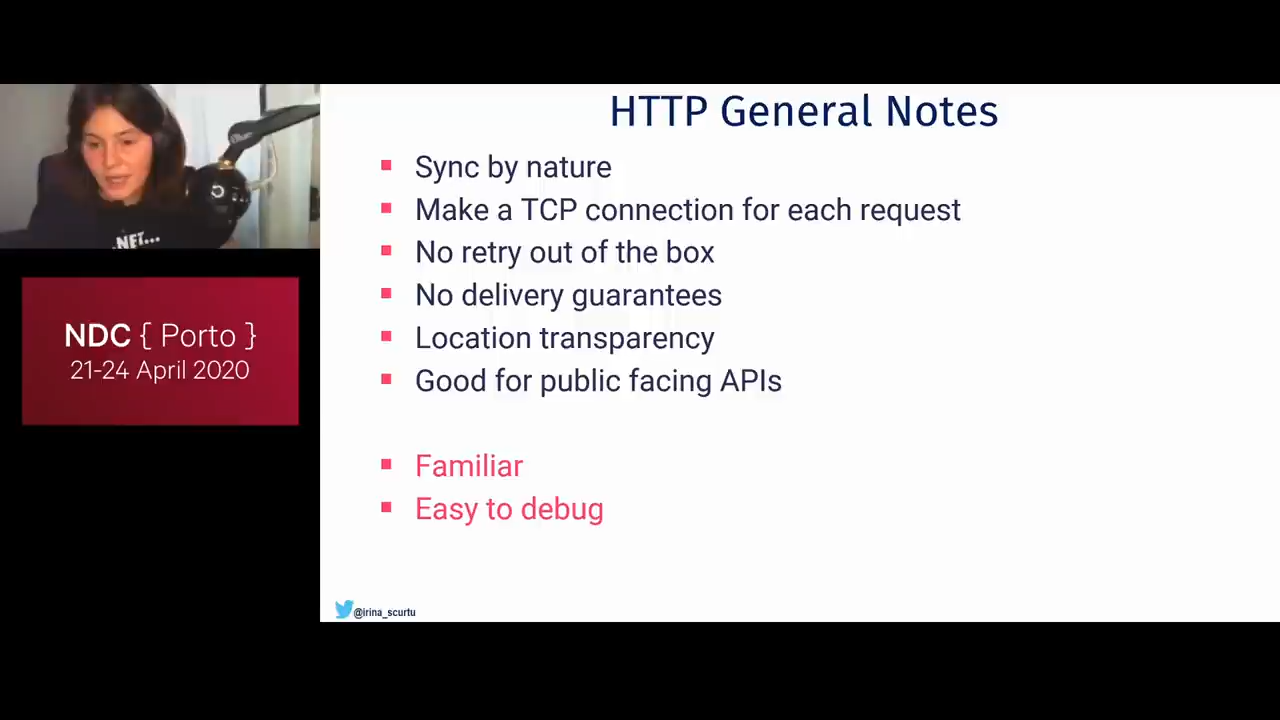 HTTP General Notes
Sync by nature
Make a TCP connection for each request
No retry out of the box
No delivery guarantees
Location transparency
Good for public facing APIs
Familiar
Easy to debug
@irina_scurtu
.NET...
NDC { Porto }
21-24 April 2020